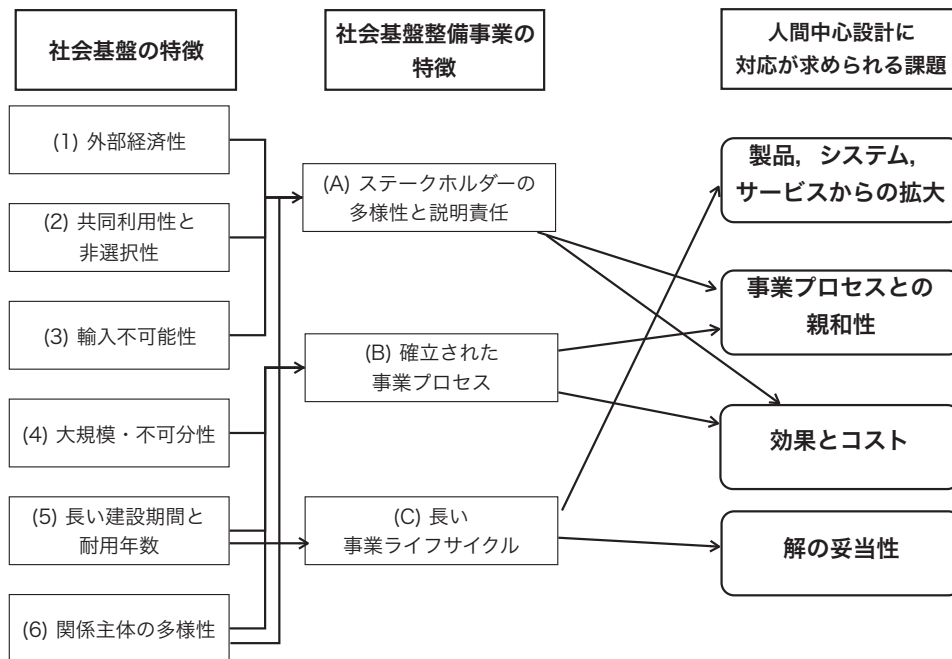 社会基盤の特徴
社会基盤整備事業の
特徴
人間中心設計に
対応が求められる課題
(1) 外部経済性
(2) 共同利用性と
非選択性
(3) 輸入不可能性
(4) 大規模・不可分性
(5) 長い建設期間と
耐用年数
(6) 関係主体の多様性
(A) ステークホルダーの
多様性と説明責任
(B) 確立された
事業プロセス
(C) 長い
事業ライフサイクル
製品，システム，
サービスからの拡大
事業プロセスとの
親和性
効果とコスト
解の妥当性